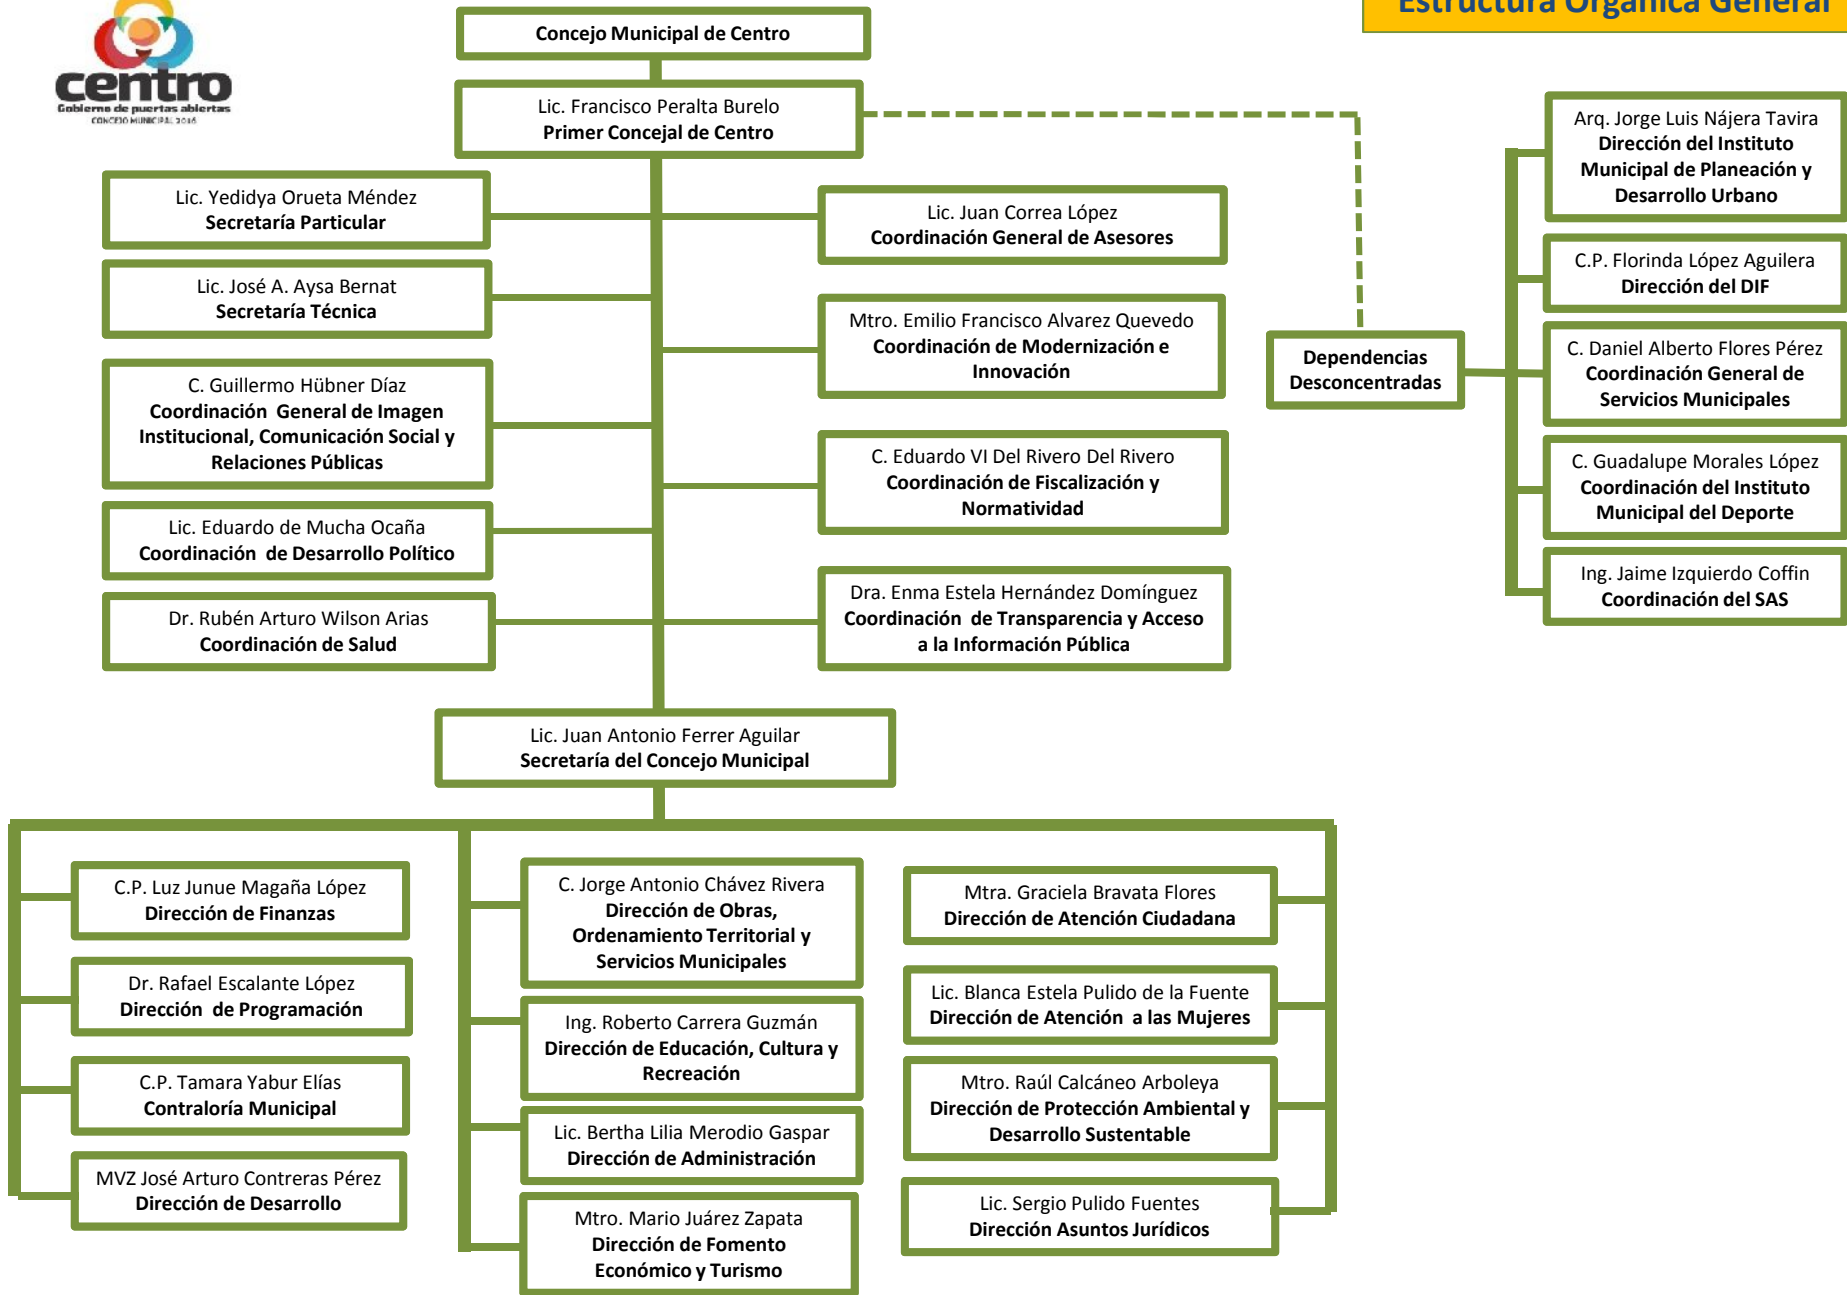 Estructura Orgánica General
centro
Gobierno de puertas abiertas
CONCEJO MUNICIPAL 2016
Concejo Municipal de Centro
Lic. Francisco Peralta Burelo
Primer Concejal de Centro
Lic. Yedidya Orueta Méndez
Secretaría Particular
Lic. Juan Correa López
Coordinación General de Asesores
Lic. José A. Aysa Bernat
Secretaría Técnica
Mtro. Emilio Francisco Alvarez Quevedo
Coordinación de Modernización e
Innovación
C. Guillermo Hübner Díaz
Coordinación General de Imagen
Institucional, Comunicación Social y
Relaciones Públicas
C. Eduardo VI Del Rivero Del Rivero
Coordinación de Fiscalización y
Normatividad
Lic. Eduardo de Mucha Ocaña
Coordinación de Desarrollo Político
Dr. Rubén Arturo Wilson Arias
Coordinación de Salud
Dra. Enma Estela Hernández Domínguez
Coordinación de Transparencia y Acceso
a la Información Pública
Dependencias
Desconcentradas
Arq. Jorge Luis Nájera Tavira
Dirección del Instituto
Municipal de Planeación y
Desarrollo Urbano
C.P. Florinda López Aguilera
Dirección del DIF
C. Daniel Alberto Flores Pérez
Coordinación General de
Servicios Municipales
C. Guadalupe Morales López
Coordinación del Instituto
Municipal del Deporte
Ing. Jaime Izquierdo Coffin
Coordinación del SAS
Lic. Juan Antonio Ferrer Aguilar
Secretaría del Concejo Municipal
C.P. Luz Junue Magaña López
Dirección de Finanzas
Dr. Rafael Escalante López
Dirección de Programación
C.P. Tamara Yabur Elías
Contraloría Municipal
MVZ José Arturo Contreras Pérez
Dirección de Desarrollo
C. Jorge Antonio Chávez Rivera
Dirección de Obras,
Ordenamiento Territorial y
Servicios Municipales
Ing. Roberto Carrera Guzmán
Dirección de Educación, Cultura y
Recreación
Lic. Bertha Lilia Merodio Gaspar
Dirección de Administración
Mtro. Mario Juárez Zapata
Dirección de Fomento
Económico y Turismo
Mtra. Graciela Bravata Flores
Dirección de Atención Ciudadana
Lic. Blanca Estela Pulido de la Fuente
Dirección de Atención a las Mujeres
Mtro. Raúl Calcáneo Arboleya
Dirección de Protección Ambiental y
Desarrollo Sustentable
Lic. Sergio Pulido Fuentes
Dirección Asuntos Jurídicos